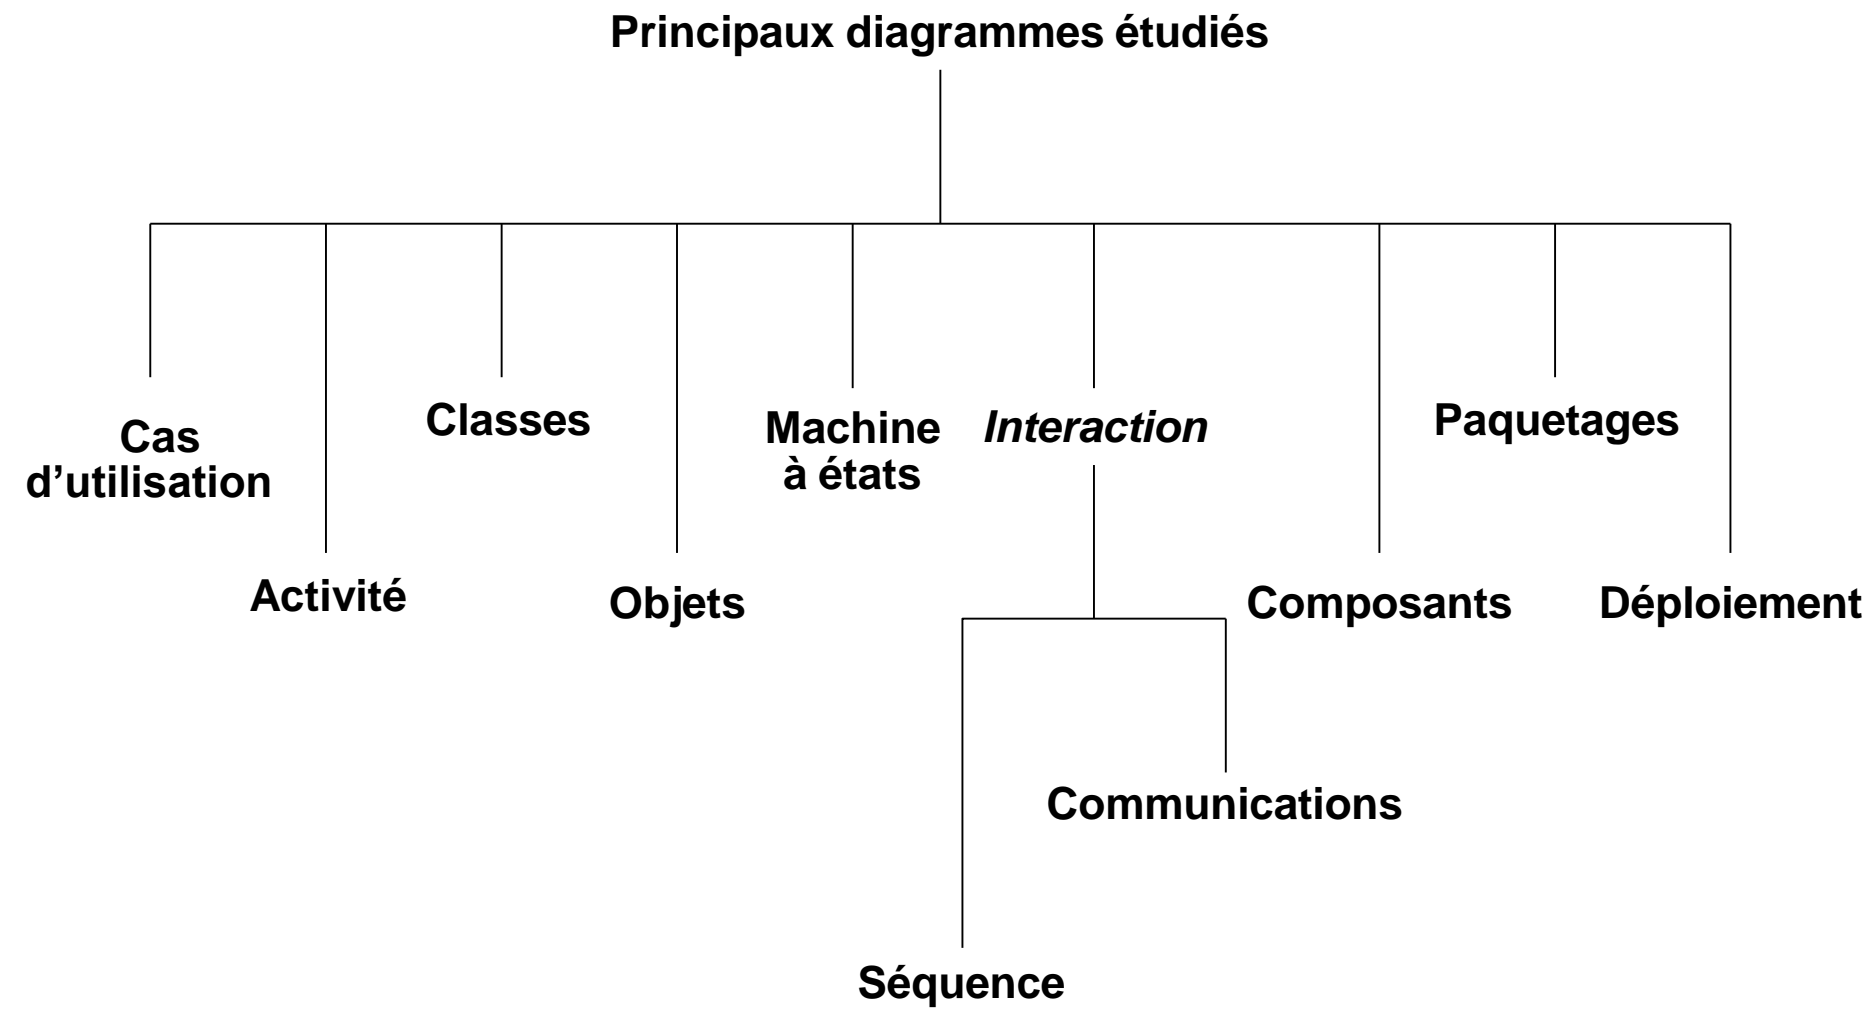 Principaux diagrammes étudiés
Cas
d’utilisation
Activité
Classes
Objets
Machine
à états
Interaction
Séquence
Communications
Composants
Paquetages
Déploiement